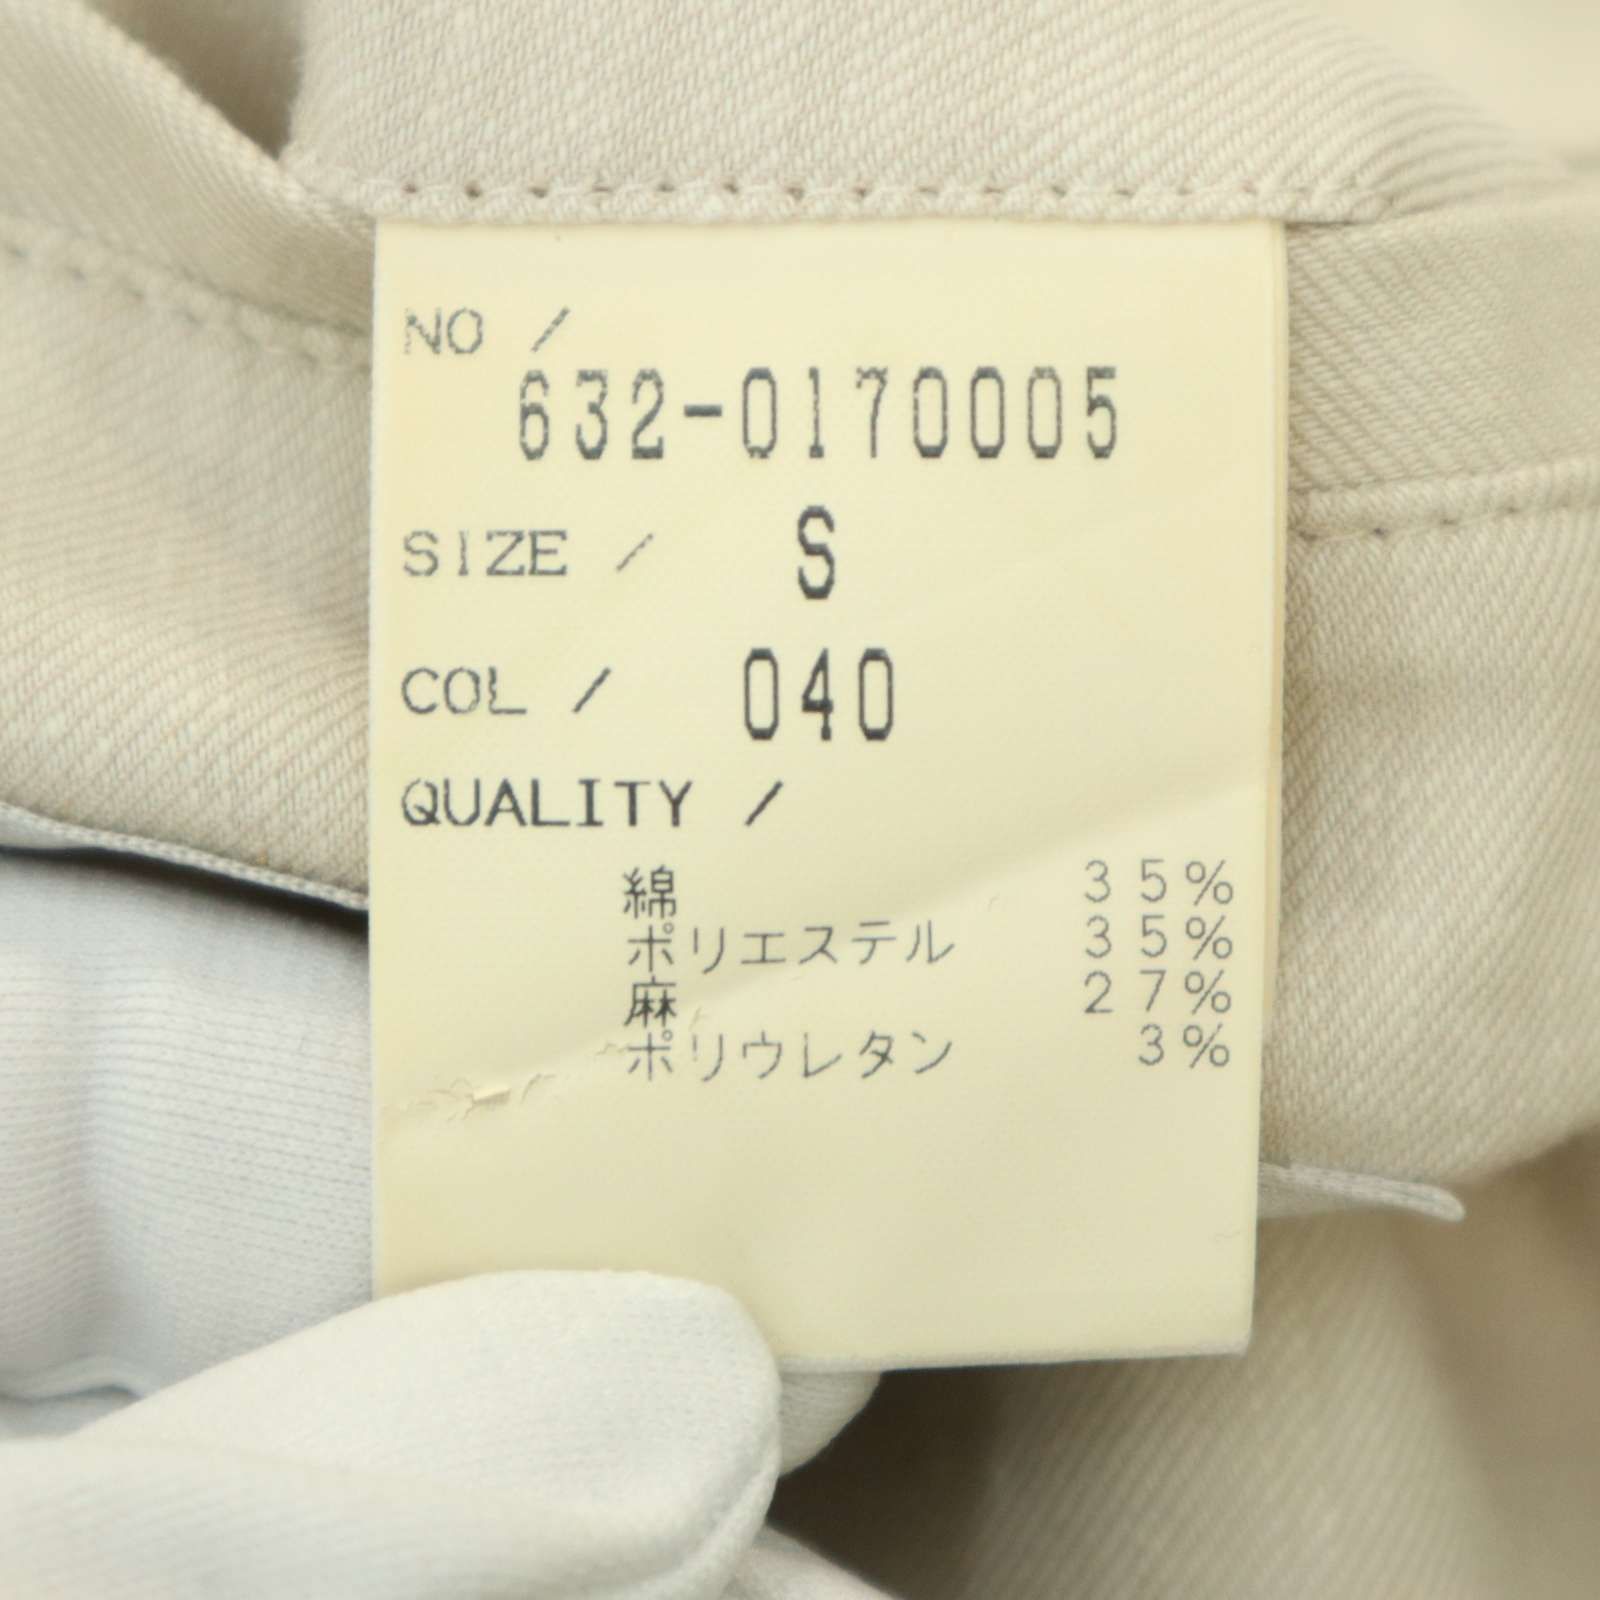 NO /
632-0170005
SIZE / S
COL / 040
QUALITY /
綿 35%
ポリエステル 35%
麻 27%
ポリウレタン 3%